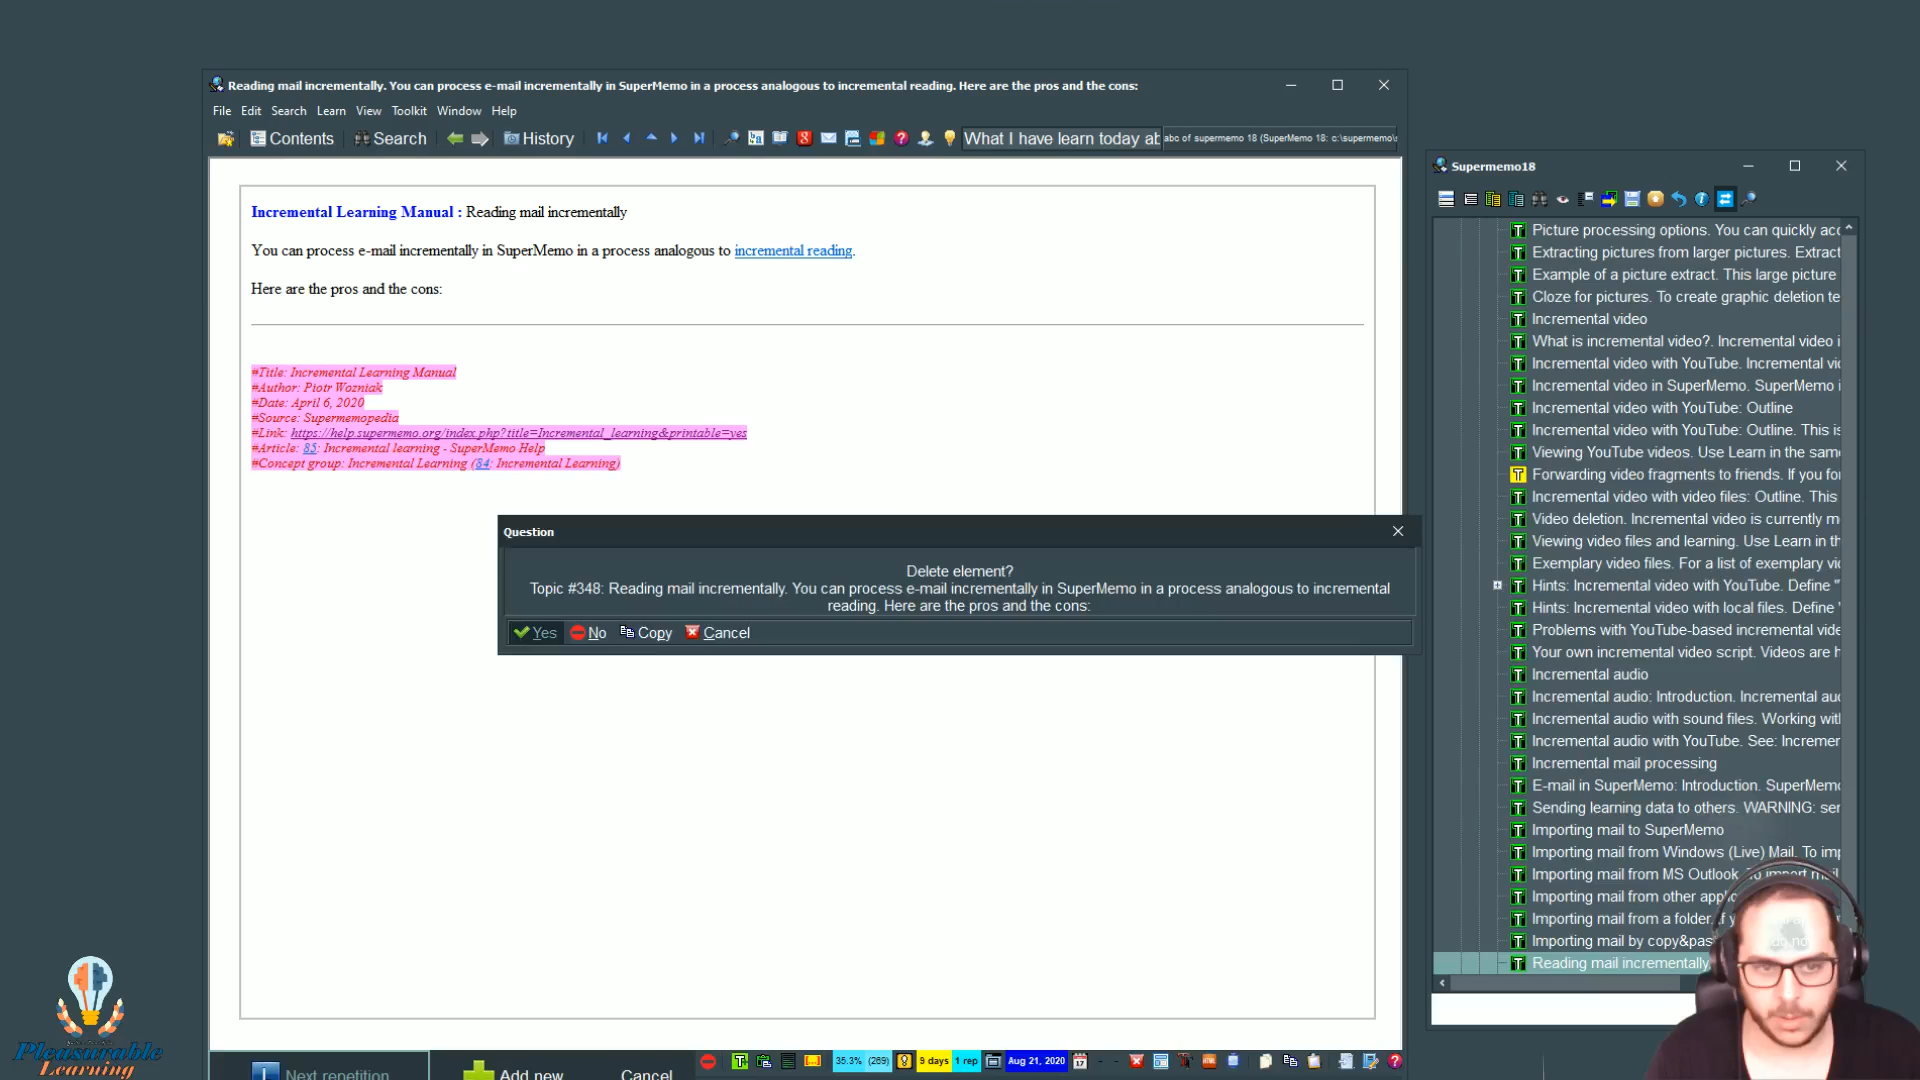 Reading mail incrementally. You can process e-mail incrementally in SuperMemo in a process analogous to incremental reading. Here are the pros and the cons:
File Edit Search Learn View Toolkit Window Help
Contents Search History What I have learn today ab abc of supermemo 18 (SuperMemo 18: c:\supermemo\s
Incremental Learning Manual : Reading mail incrementally
You can process e-mail incrementally in SuperMemo in a process analogous to incremental reading.
Here are the pros and the cons:
#Title: Incremental Learning Manual
#Author: Piotr Wozniak
#Date: April 6, 2020
#Source: Supermemopedia
#Link: https://help.supermemo.org/index.php?title=Incremental_learning&printable=yes
#Article: 85: Incremental learning - SuperMemo Help
#Concept group: Incremental Learning (84: Incremental Learning)
Question
Delete element?
Topic #348: Reading mail incrementally. You can process e-mail incrementally in SuperMemo in a process analogous to incremental
reading. Here are the pros and the cons:
Yes No Copy Cancel
Next repetition Add new Cancel 35.3% (269) 9 days 1 rep Aug 21, 2020
Supermemo18
Picture processing options. You can quickly acc
Extracting pictures from larger pictures. Extract
Example of a picture extract. This large picture
Cloze for pictures. To create graphic deletion te
Incremental video
What is incremental video?. Incremental video i
Incremental video with YouTube. Incremental vi
Incremental video in SuperMemo. SuperMemo i
Incremental video with YouTube: Outline
Incremental video with YouTube: Outline. This is
Viewing YouTube videos. Use Learn in the same
Forwarding video fragments to friends. If you fo
Incremental video with video files: Outline. This
Video deletion. Incremental video is currently m
Viewing video files and learning. Use Learn in th
Exemplary video files. For a list of exemplary vi
Hints: Incremental video with YouTube. Define "
Hints: Incremental video with local files. Define '
Problems with YouTube-based incremental vide
Your own incremental video script. Videos are h
Incremental audio
Incremental audio: Introduction. Incremental au
Incremental audio with sound files. Working wit
Incremental audio with YouTube. See: Incremer
Incremental mail processing
E-mail in SuperMemo: Introduction. SuperMemo
Sending learning data to others. WARNING: ser
Importing mail to SuperMemo
Importing mail from Windows (Live) Mail. To imp
Importing mail from MS Outlook. To import mail
Importing mail from other appl
Importing mail from a folder. If y
Importing mail by copy&pas
Reading mail incrementally.
Pleasurable
Learning